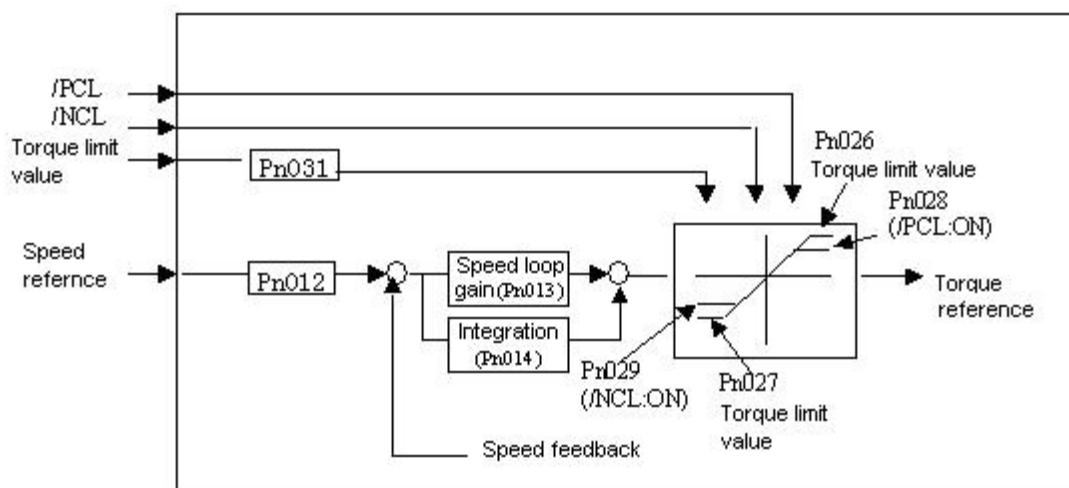 /PCL
/NCL
Torque limit
value
Pn031
Pn026
Torque limit value
Pn028
(/PCL:ON)
Speed
refernce
Pn012
Speed loop
gain(Pn013)
Integration
(Pn014)
Torque
reference
Pn029
(/NCL:ON)
Pn027
Torque limit
value
Speed feedback